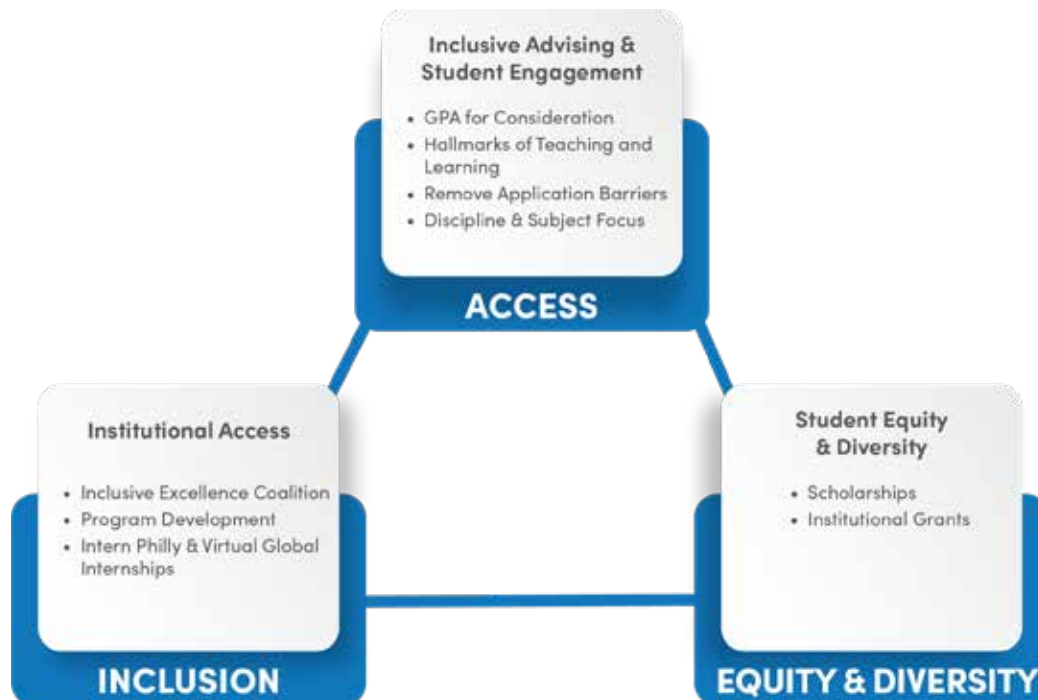 Inclusive Advising &
Student Engagement
• GPA for Consideration
• Hallmarks of Teaching and
Learning
• Remove Application Barriers
• Discipline & Subject Focus
ACCESS
Institutional Access
• Inclusive Excellence Coalition
• Program Development
• Intern Philly & Virtual Global
Internships
INCLUSION
Student Equity
& Diversity
• Scholarships
• Institutional Grants
EQUITY & DIVERSITY